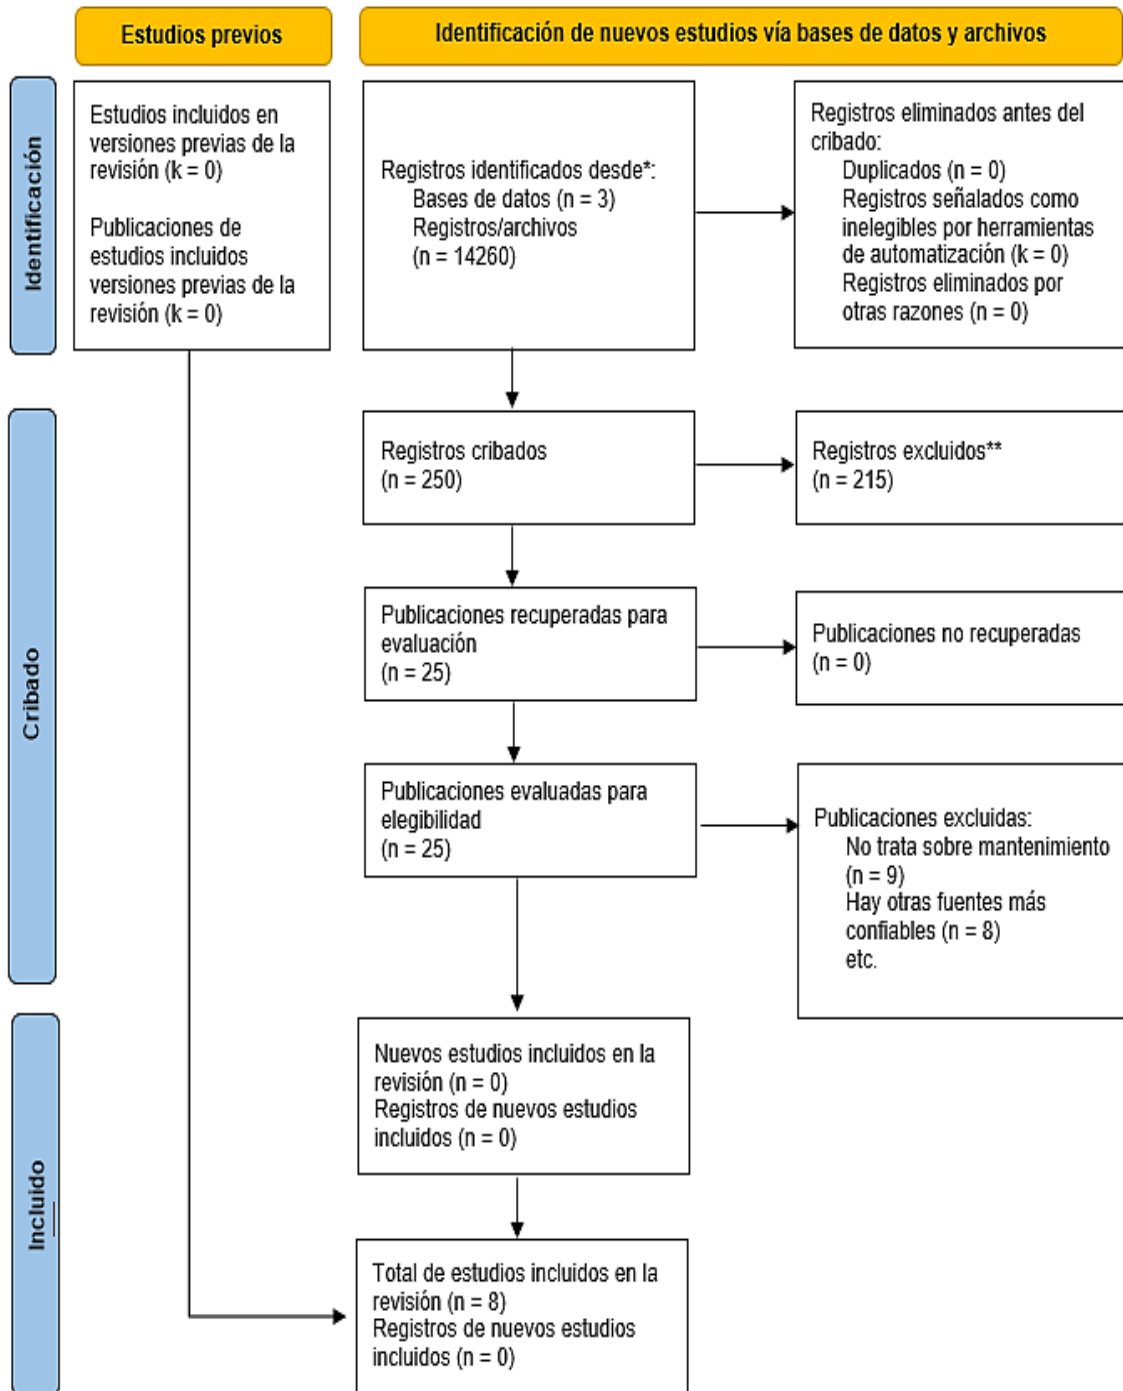 Estudios previos
Identificación de nuevos estudios vía bases de datos y archivos
Identificación
Estudios incluidos en
versiones previas de la
revisión (k = 0)
Publicaciones de
estudios incluidos
versiones previas de la
revisión (k = 0)
Registros identificados desde*:
Bases de datos (n = 3)
Registros/archivos
(n = 14260)
Registros eliminados antes del
cribado:
Duplicados (n = 0)
Registros señalados como
inelegibles por herramientas
de automatización (k = 0)
Registros eliminados por
otras razones (n = 0)
Cribado
Registros cribados
(n = 250)
Registros excluidos**
(n = 215)
Publicaciones recuperadas para
evaluación
(n = 25)
Publicaciones no recuperadas
(n = 0)
Publicaciones evaluadas para
elegibilidad
(n = 25)
Publicaciones excluidas:
No trata sobre mantenimiento
(n = 9)
Hay otras fuentes más
confiables (n = 8)
etc.
Incluido
Nuevos estudios incluidos en la
revisión (n = 0)
Registros de nuevos estudios
incluidos (n = 0)
Total de estudios incluidos en la
revisión (n = 8)
Registros de nuevos estudios
incluidos (n = 0)